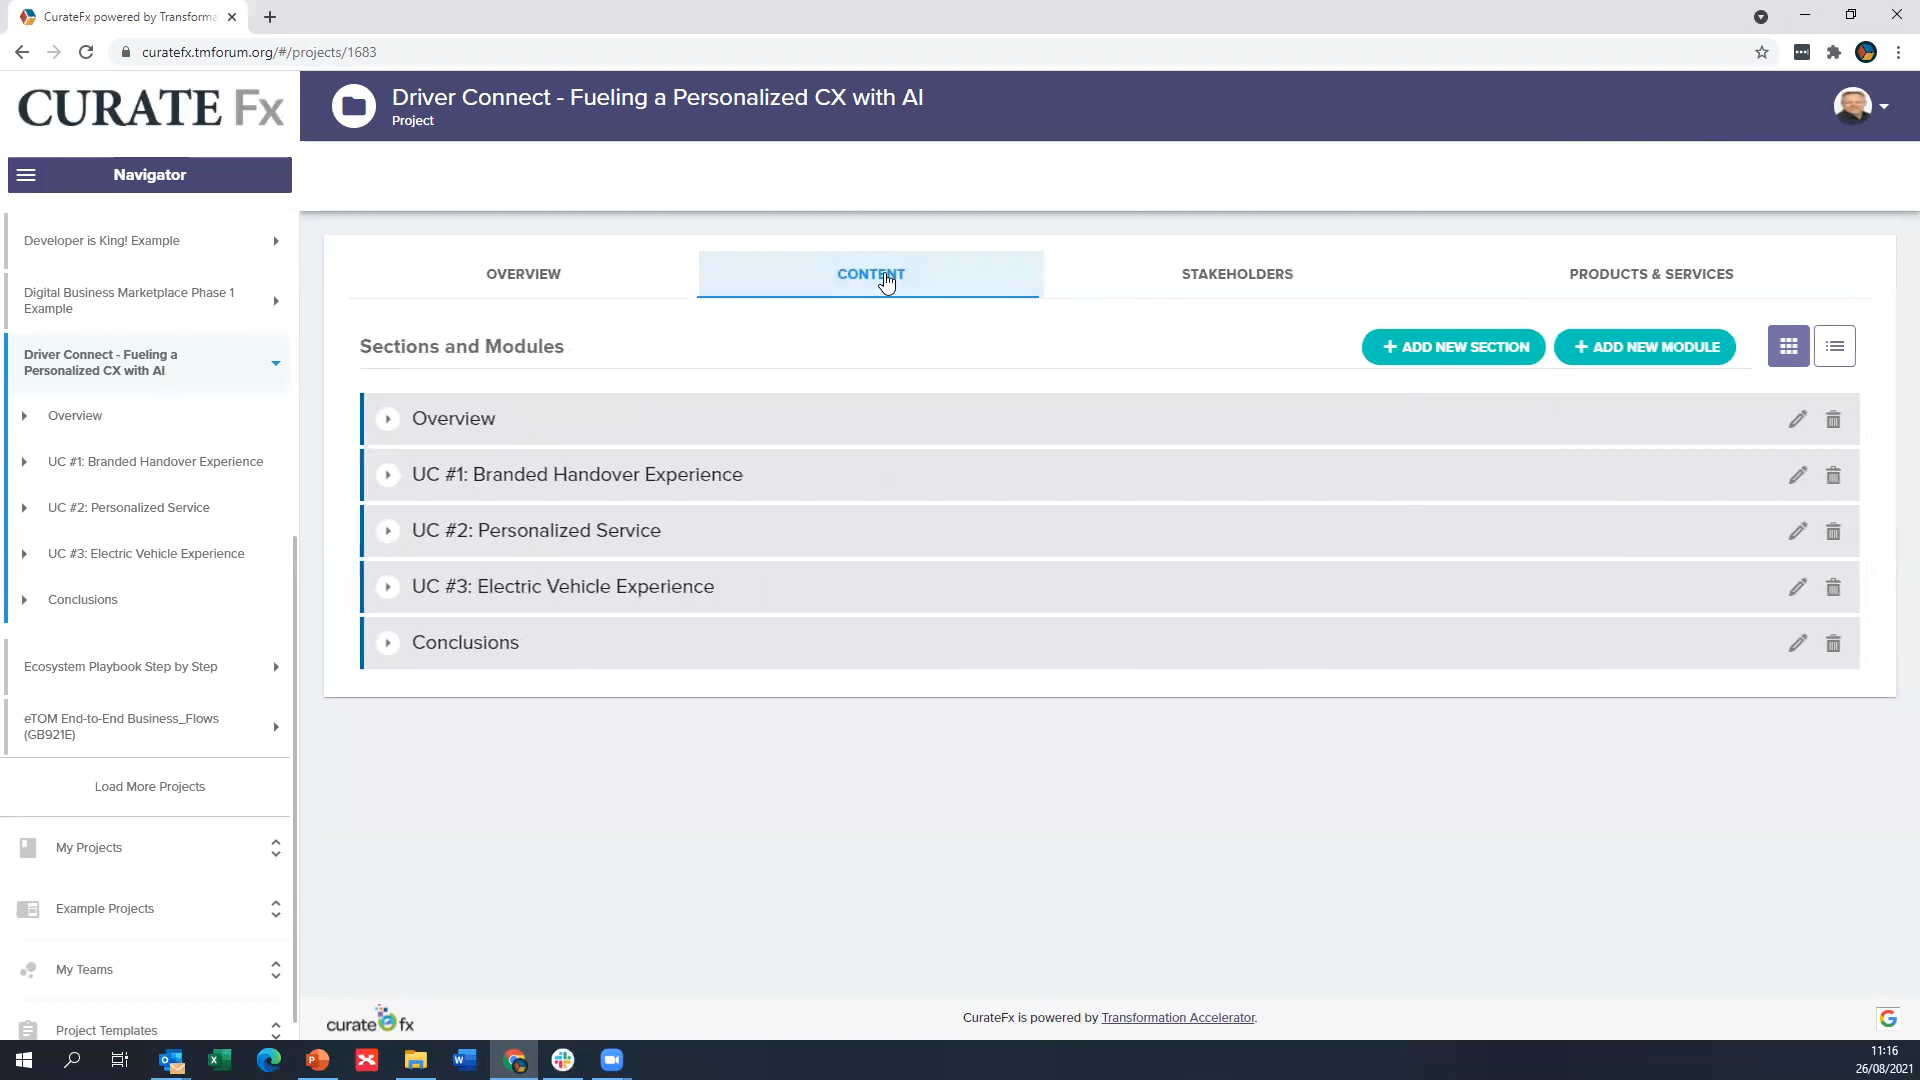 CurateFx powered by Transforma
curatefx.tmforum.org/#/projects/1683
CURATE Fx
Driver Connect - Fueling a Personalized CX with AI
Project
Navigator
Developer is King! Example
Digital Business Marketplace Phase 1
Example
Driver Connect - Fueling a
Personalized CX with AI
Overview
UC #1: Branded Handover Experience
UC #2: Personalized Service
UC #3: Electric Vehicle Experience
Conclusions
Ecosystem Playbook Step by Step
eTOM End-to-End Business_Flows
(GB921E)
Load More Projects
My Projects
Example Projects
My Teams
Project Templates
OVERVIEW
CONTENT
STAKEHOLDERS
PRODUCTS & SERVICES
Sections and Modules
+ ADD NEW SECTION
+ ADD NEW MODULE
Overview
UC #1: Branded Handover Experience
UC #2: Personalized Service
UC #3: Electric Vehicle Experience
Conclusions
curate fx
CurateFx is powered by Transformation Accelerator.
11:16
26/08/2021